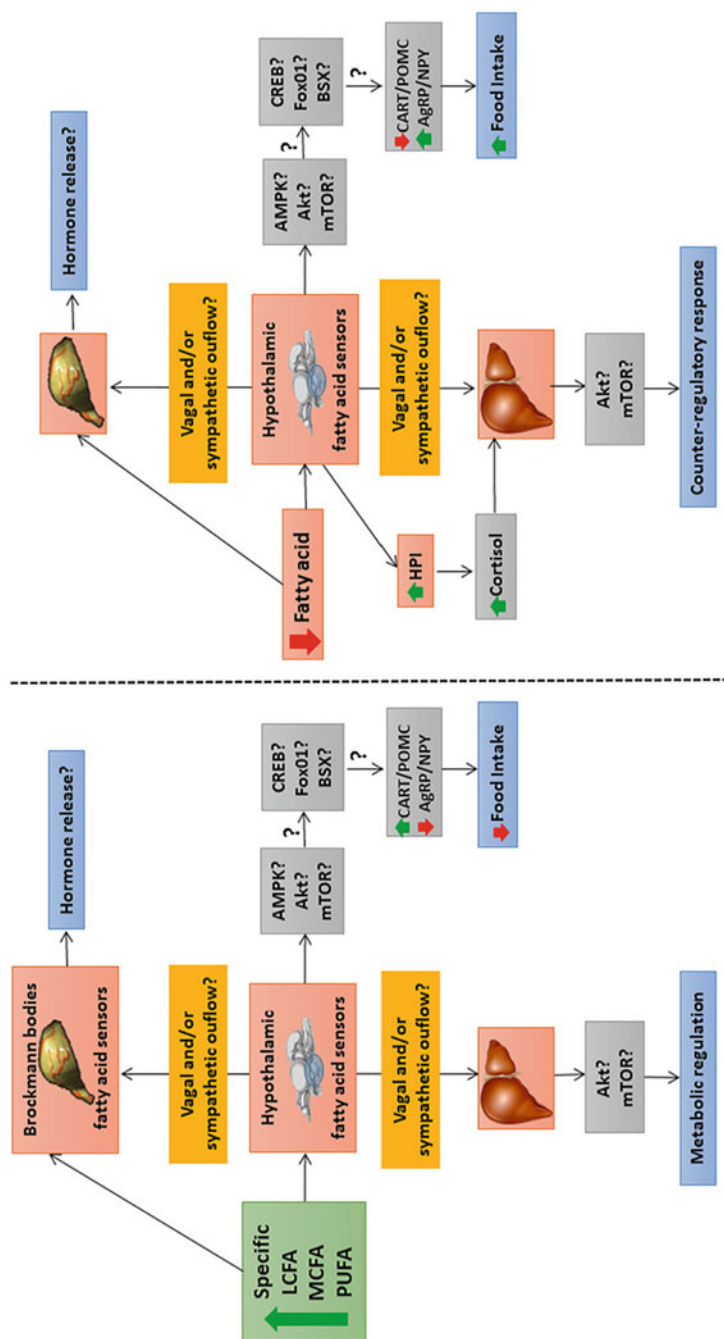 Specific
LCFA
MCFA
PUFA
Brockmann bodies
fatty acid sensors
Hormone release?
Vagal and/or
sympathetic ouflow?
Hypothalamic
fatty acid sensors
AMPK?
Akt?
mTOR?
?
CREB?
Fox01?
BSX?
?
CART/POMC
AgRP/NPY
Food Intake
Vagal and/or
sympathetic ouflow?
Akt?
mTOR?
Metabolic regulation
Fatty acid
Hormone release?
Vagal and/or
sympathetic ouflow?
Hypothalamic
fatty acid sensors
AMPK?
Akt?
mTOR?
?
CREB?
Fox01?
BSX?
?
CART/POMC
AgRP/NPY
Food Intake
HPI
Cortisol
Vagal and/or
sympathetic ouflow?
Akt?
mTOR?
Counter-regulatory response